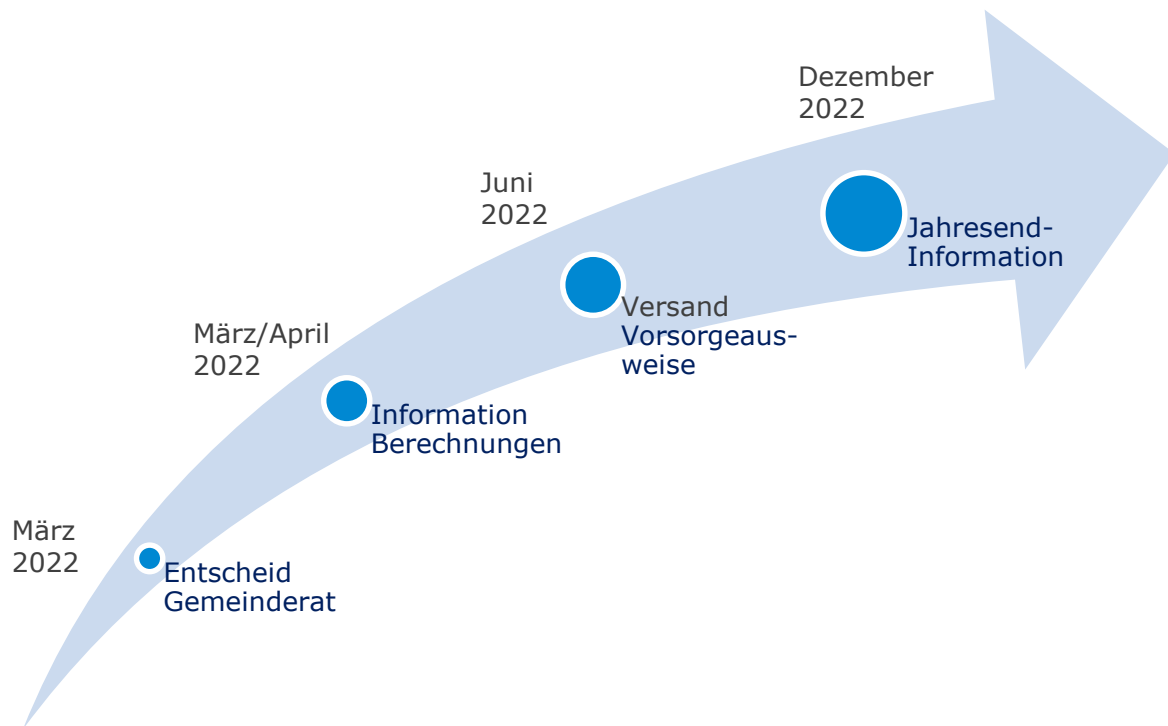 März
2022
Entscheid
Gemeinderat
März/April
2022
Information
Berechnungen
Juni
2022
Versand
Vorsorgeaus-
weise
Dezember
2022
Jahresend-
Information